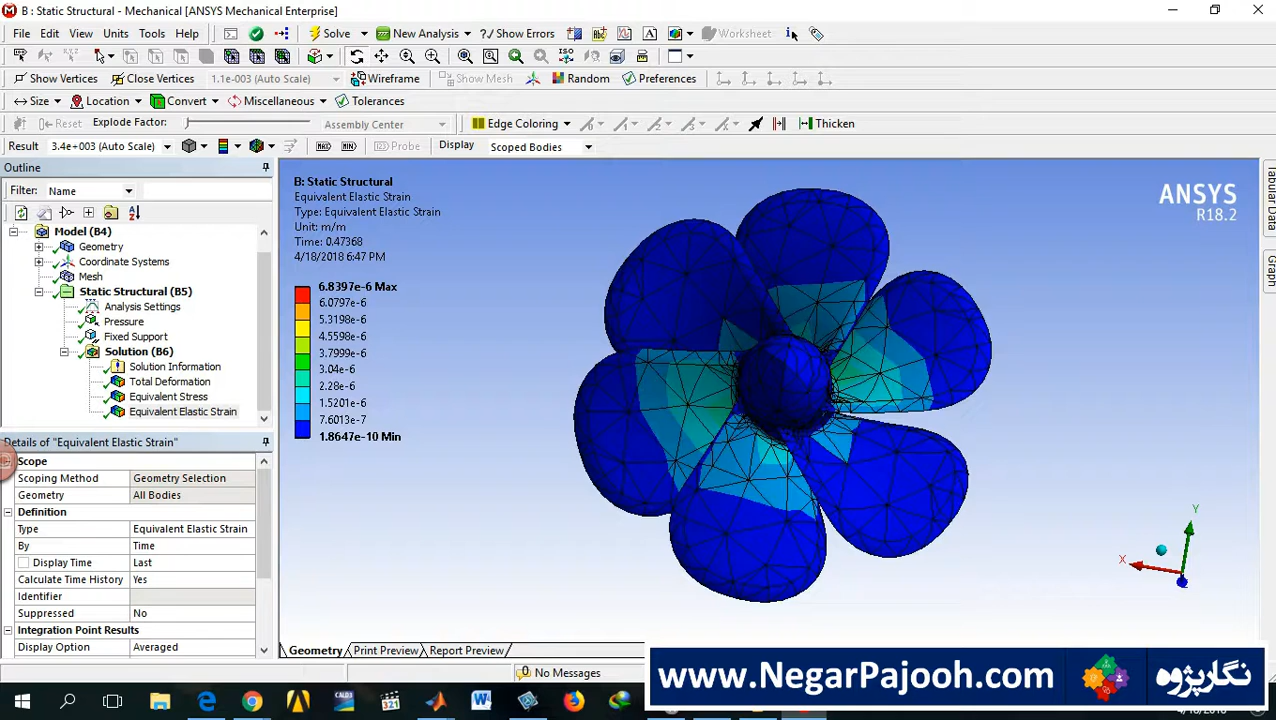 B : Static Structural - Mechanical [ANSYS Mechanical Enterprise]
File Edit View Units Tools Help Solve New Analysis ?/ Show Errors Worksheet
Show Vertices Close Vertices 1.1e-003 (Auto Scale) Wireframe Show Mesh Random Preferences
Size Location Convert Miscellaneous Tolerances
Reset Explode Factor: Assembly Center Edge Coloring Thicken
Result 3.4e+003 (Auto Scale) MAX MIN Probe Display Scoped Bodies
Outline
Filter: Name
Model (B4)
Geometry
Coordinate Systems
Mesh
Static Structural (B5)
Analysis Settings
Pressure
Fixed Support
Solution (B6)
Solution Information
Total Deformation
Equivalent Stress
Equivalent Elastic Strain
Details of "Equivalent Elastic Strain"
Scope
Scoping Method Geometry Selection
Geometry All Bodies
Definition
Type Equivalent Elastic Strain
By Time
Display Time Last
Calculate Time History Yes
Identifier
Suppressed No
Integration Point Results
Display Option Averaged
B: Static Structural
Equivalent Elastic Strain
Type: Equivalent Elastic Strain
Unit: m/m
Time: 0.47368
4/18/2018 6:47 PM
6.8397e-6 Max
6.0797e-6
5.3198e-6
4.5598e-6
3.7999e-6
3.04e-6
2.28e-6
1.5201e-6
7.6013e-7
1.8647e-10 Min
ANSYS
R18.2
Y
X
Z
Tabular Data
Graph
Geometry Print Preview Report Preview
No Messages
www.NegarPajooh.com
نگارپژوه
4/18/2018